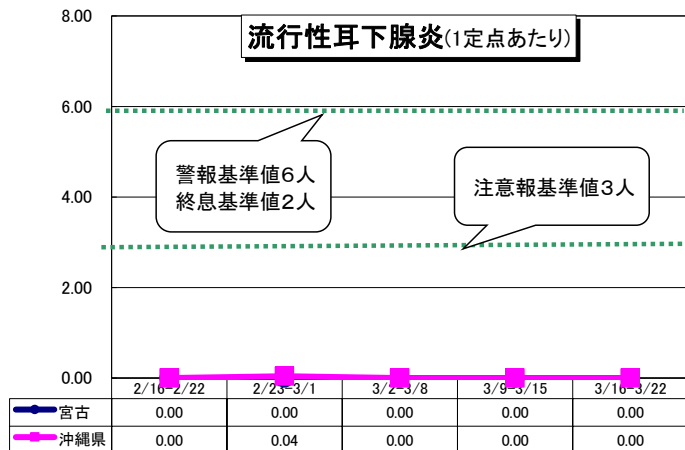 流行性耳下腺炎(1定点あたり)
8.00
6.00
4.00
2.00
0.00
警報基準値6人
終息基準値2人
注意報基準値3人
2/16-2/22 2/23-3/1 3/2-3/8 3/9-3/15 3/16-3/22
宮古 0.00 0.00 0.00 0.00 0.00
沖縄県 0.00 0.04 0.00 0.00 0.00